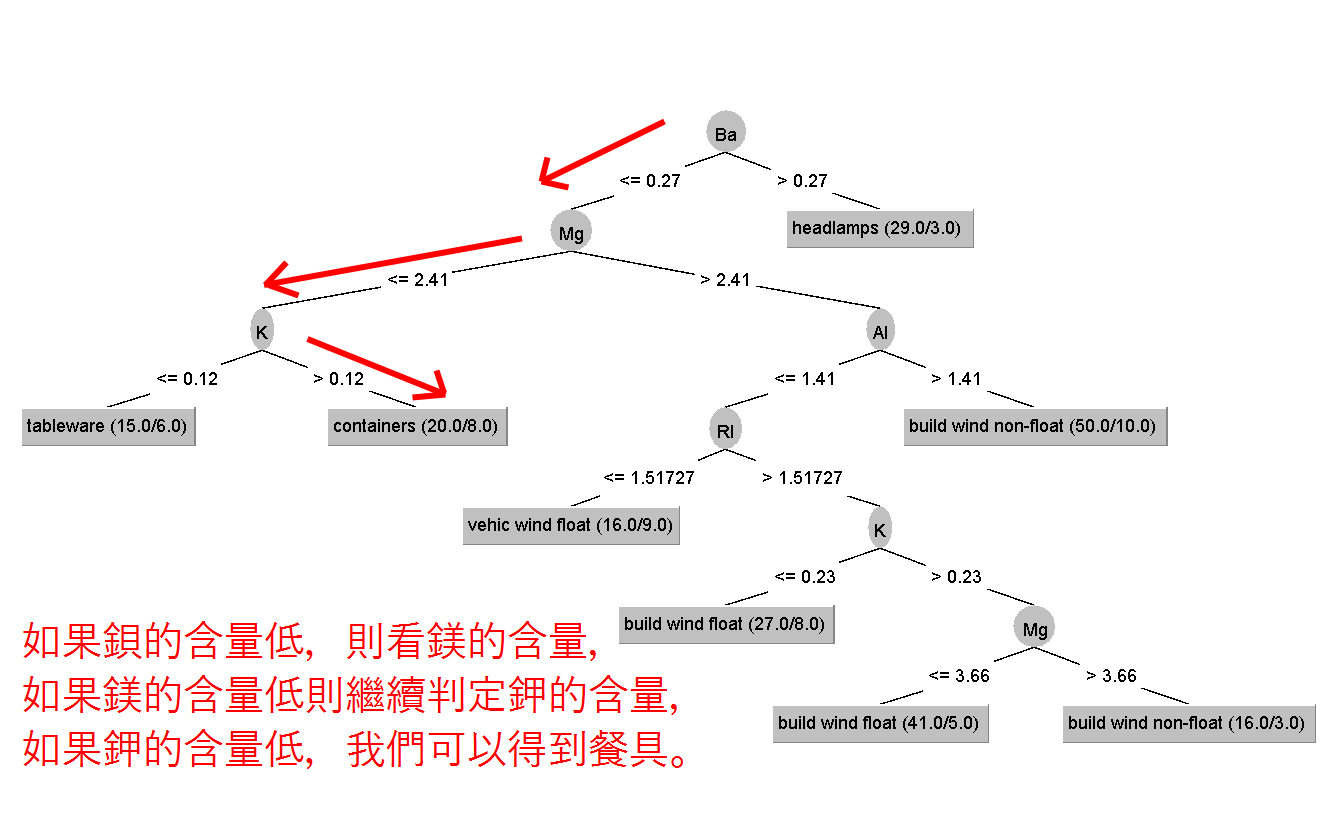 Ba
<= 0.27
> 0.27
Mg
headlamps (29.0/3.0)
<= 2.41
> 2.41
K
Al
<= 0.12
> 0.12
<= 1.41
> 1.41
tableware (15.0/6.0)
containers (20.0/8.0)
RI
build wind non-float (50.0/10.0)
<= 1.51727
> 1.51727
vehic wind float (16.0/9.0)
K
<= 0.23
> 0.23
build wind float (27.0/8.0)
Mg
<= 3.66
> 3.66
build wind float (41.0/5.0)
build wind non-float (16.0/3.0)
如果鋇的含量低，則看鎂的含量，
如果鎂的含量低則繼續判定鉀的含量，
如果鉀的含量低，我們可以得到餐具。